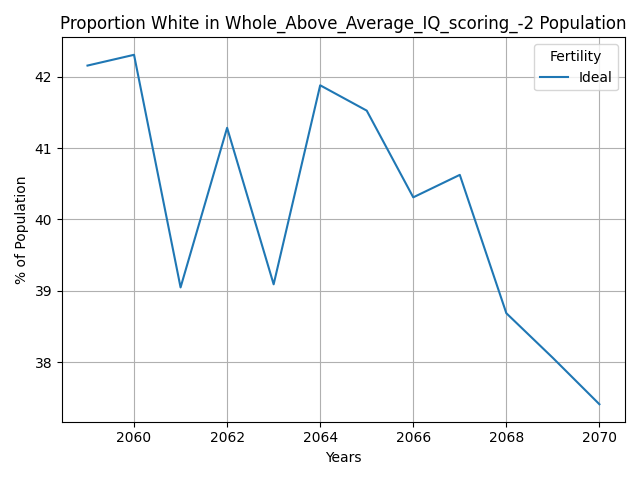 Proportion White in Whole_Above_Average_IQ_scoring_-2 Population
Fertility
Ideal
42
41
40
39
38
% of Population
2060 2062 2064 2066 2068 2070
Years